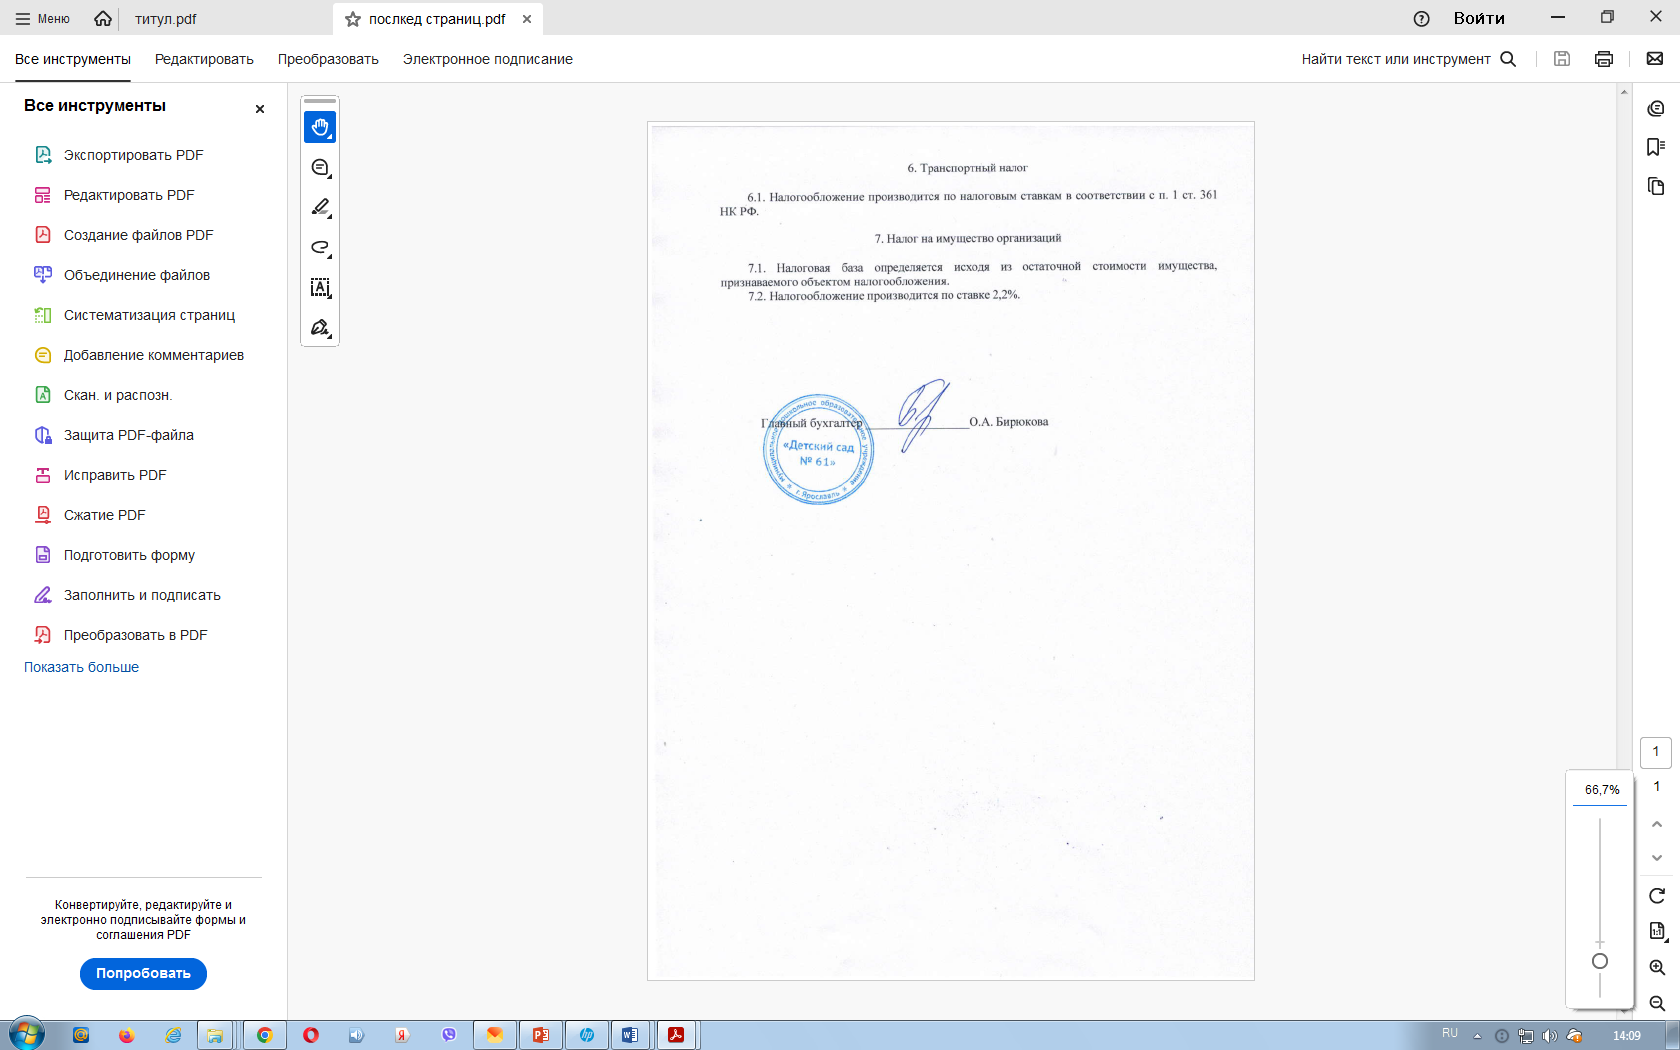 Меню
титул.pdf
послкед страниц.pdf
Войти
Все инструменты
Редактировать
Преобразовать
Электронное подписание
Найти текст или инструмент
Все инструменты
Экспортировать PDF
Редактировать PDF
Создание файлов PDF
Объединение файлов
Систематизация страниц
Добавление комментариев
Скан. и распозн.
Защита PDF-файла
Исправить PDF
Сжатие PDF
Подготовить форму
Заполнить и подписать
Преобразовать в PDF
Показать больше
Конвертируйте, редактируйте и
электронно подписывайте формы и
соглашения PDF
Попробовать
6. Транспортный налог
6.1. Налогообложение производится по налоговым ставкам в соответствии с п. 1 ст. 361
НК РФ.
7. Налог на имущество организаций
7.1. Налоговая база определяется исходя из остаточной стоимости имущества,
признаваемого объектом налогообложения.
7.2. Налогообложение производится по ставке 2,2%.
Главный бухгалтер О.А. Бирюкова
муниципальное дошкольное образовательное учреждение
«Детский сад
№ 61»
г. Ярославль
1
66,7%
1
RU
14:09